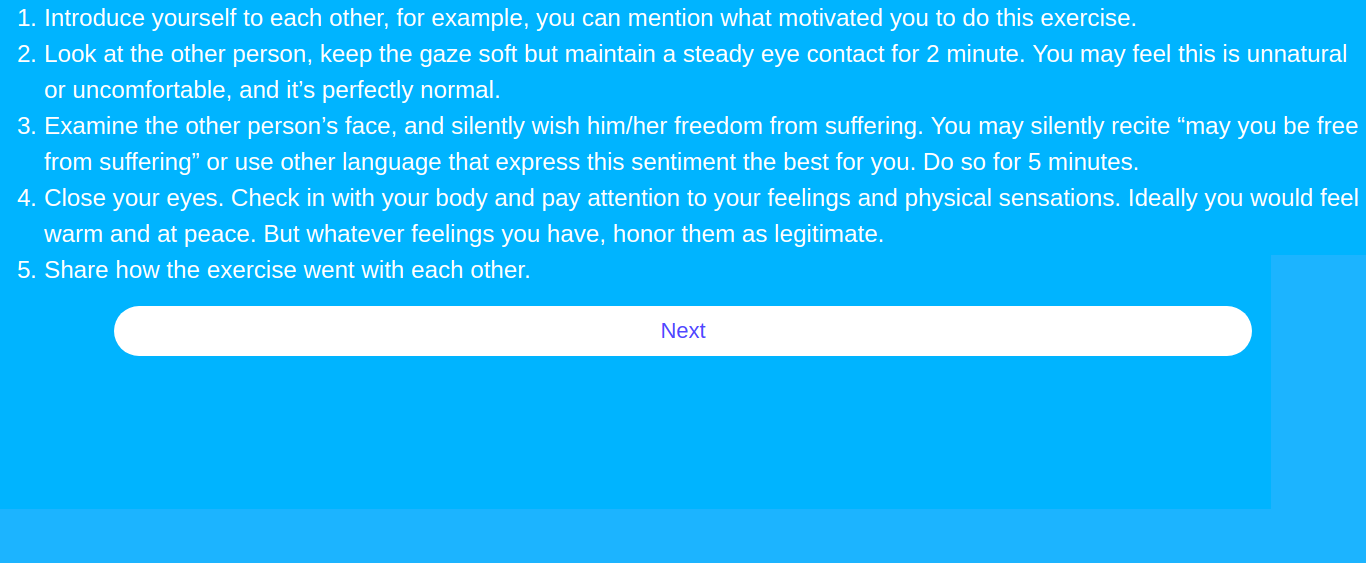 1. Introduce yourself to each other, for example, you can mention what motivated you to do this exercise.
2. Look at the other person, keep the gaze soft but maintain a steady eye contact for 2 minute. You may feel this is unnatural
or uncomfortable, and it’s perfectly normal.
3. Examine the other person’s face, and silently wish him/her freedom from suffering. You may silently recite “may you be free
from suffering” or use other language that express this sentiment the best for you. Do so for 5 minutes.
4. Close your eyes. Check in with your body and pay attention to your feelings and physical sensations. Ideally you would feel
warm and at peace. But whatever feelings you have, honor them as legitimate.
5. Share how the exercise went with each other.
Next